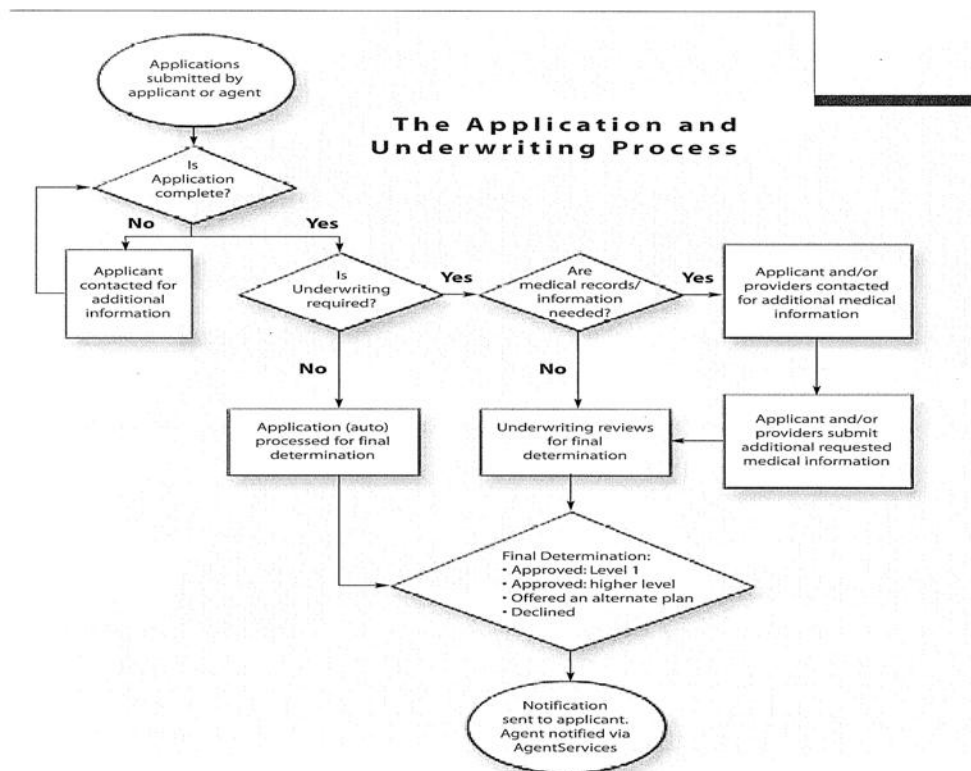 Applications
submitted by
applicant or agent
The Application and
Underwriting Process
Is
Application
complete?
No
Yes
Applicant
contacted for
additional
information
Is
Underwriting
required?
Yes
Are
medical records/
information
needed?
Yes
Applicant and/or
providers contacted
for additional medical
information
No
No
Application (auto)
processed for final
determination
Underwriting reviews
for final
determination
Applicant and/or
providers submit
additional requested
medical information
Final Determination:
• Approved: Level 1
• Approved: higher level
• Offered an alternate plan
• Declined
Notification
sent to applicant.
Agent notified via
AgentServices